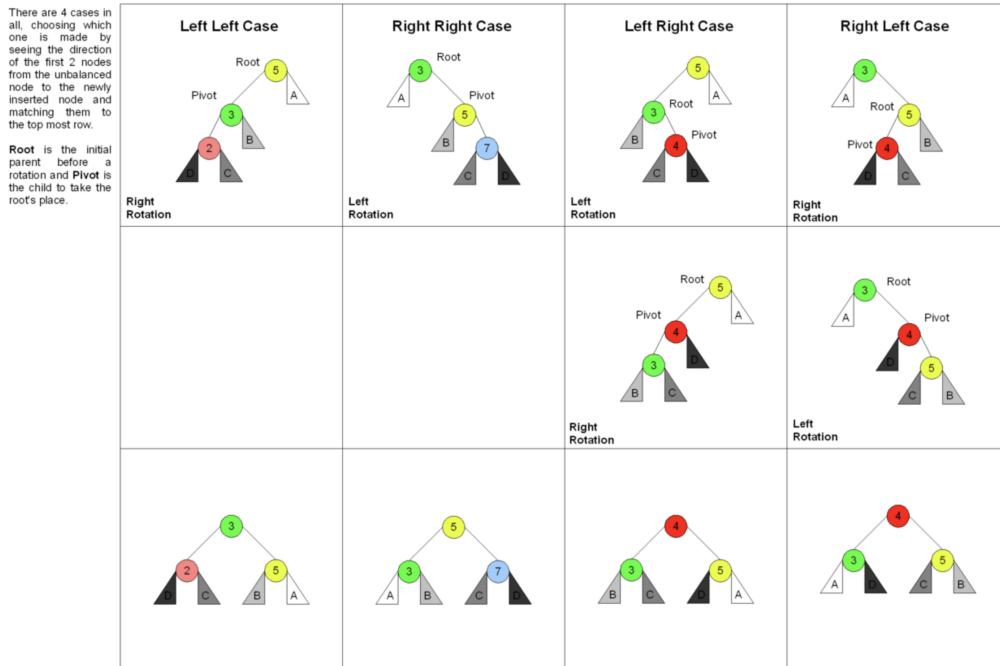 There are 4 cases in
all, choosing which
one is made by
seeing the direction
of the first 2 nodes
from the unbalanced
node to the newly
inserted node and
matching them to
the top most row.
Root is the initial
parent before a
rotation and Pivot is
the child to take the
root's place.
Left Left Case
Root
5
A
Pivot
3
B
2
D
C
Right
Rotation
Right Right Case
3
Root
A
Pivot
5
B
7
C
D
Left
Rotation
Left Right Case
5
A
3
Root
B
Pivot
4
C
D
Left
Rotation
Right Left Case
3
A
Root
5
B
Pivot
4
D
C
Right
Rotation
Root
5
A
Pivot
4
D
3
B
C
Right
Rotation
3
Root
A
Pivot
4
D
5
C
B
Left
Rotation
3
2
5
D
C
B
A
5
3
7
A
B
C
D
4
3
5
B
C
D
A
4
3
5
A
D
C
B